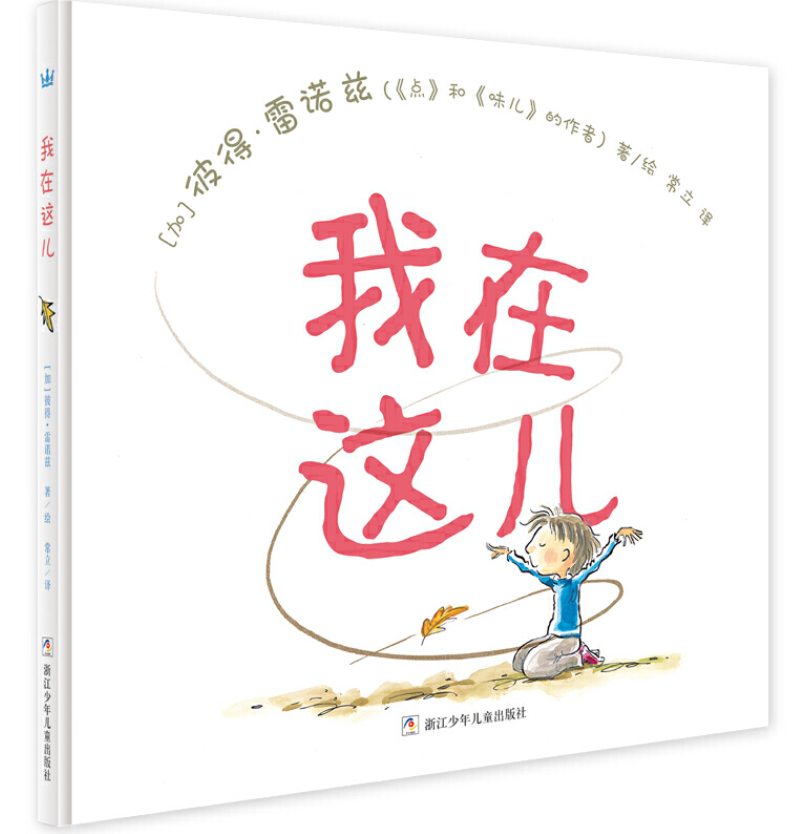 [加]彼得·雷诺兹(《点》和《味儿》的作者)著/绘 常立 译
我在
这儿
浙江少年儿童出版社
我在这儿
[加]彼得·雷诺兹 著/绘 常立/译
浙江少年儿童出版社